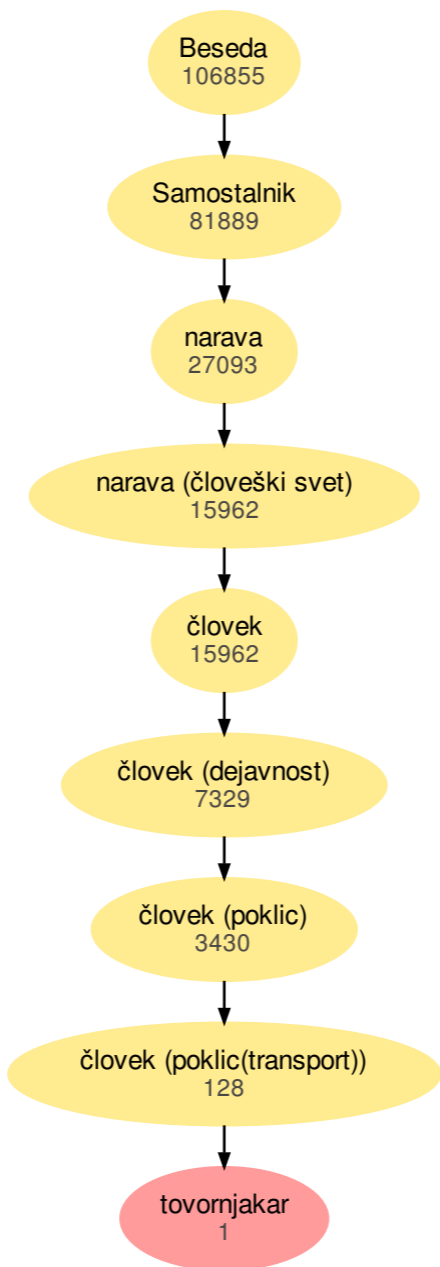 Beseda
106855
Samostalnik
81889
narava
27093
narava (človeški svet)
15962
človek
15962
človek (dejavnost)
7329
človek (poklic)
3430
človek (poklic(transport))
128
tovornjakar
1